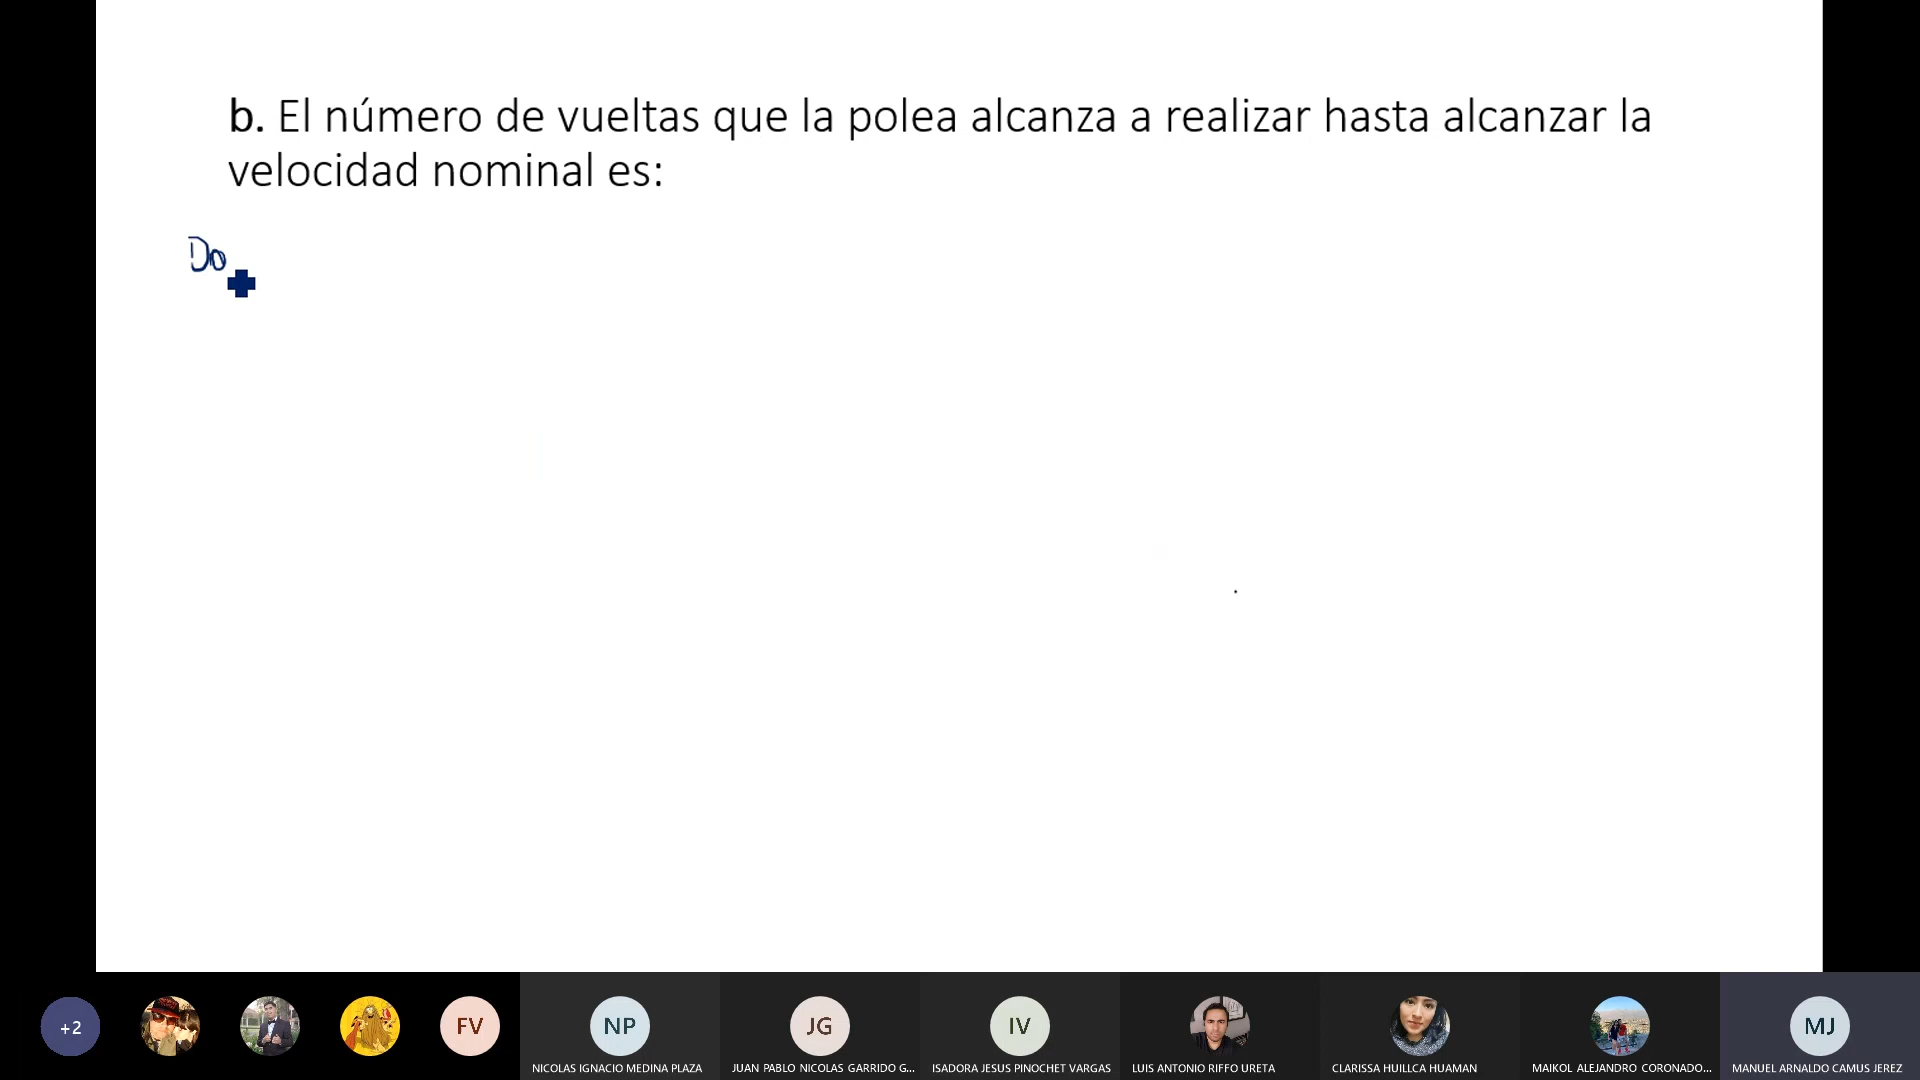 b. El número de vueltas que la polea alcanza a realizar hasta alcanzar la
velocidad nominal es:
Do
+2
FV
NP
JG
IV
MJ
NICOLAS IGNACIO MEDINA PLAZA
JUAN PABLO NICOLAS GARRIDO G...
ISADORA JESUS PINOCHET VARGAS
LUIS ANTONIO RIFFO URETA
CLARISSA HUILLCA HUAMAN
MAIKOL ALEJANDRO CORONADO...
MANUEL ARNALDO CAMUS JEREZ